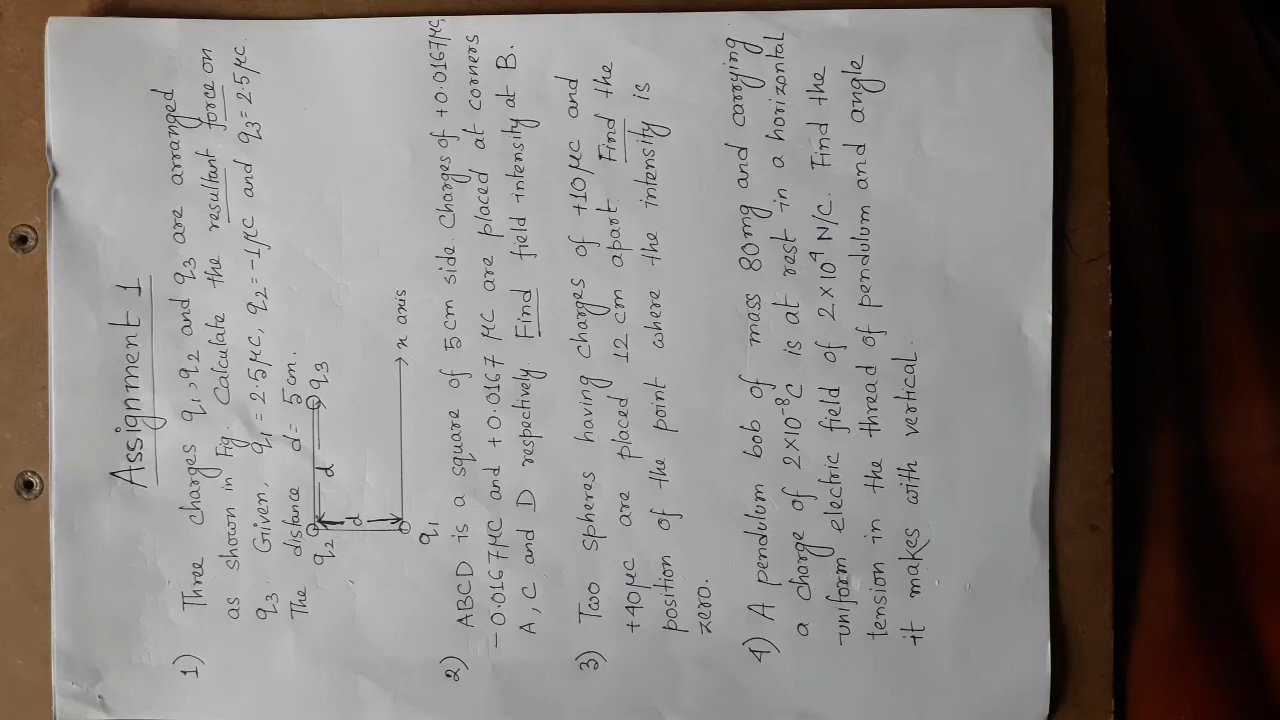 Assignment 1
1) Three charges q1, q2 and q3 are arranged
as shown in Fig. Calculate the resultant force on
q3. Given, q1 = 2.5μC, q2 = -1μC and q3 = 2.5μC.
The distance d = 5cm.
q2
d
q3
d
q1
x axis
2) ABCD is a square of 5cm side. Charges of +0.0167μC,
-0.0167μC and +0.0167 μC are placed at corners
A, C and D respectively. Find field intensity at B.
3) Two spheres having charges of +10μC and
+40μC are placed 12cm apart. Find the
position of the point where the intensity is
zero.
4) A pendulum bob of mass 80mg and carrying
a charge of 2×10⁻⁸C is at rest in a horizontal
uniform electric field of 2×10⁴ N/C. Find the
tension in the thread of pendulum and angle
it makes with vertical.